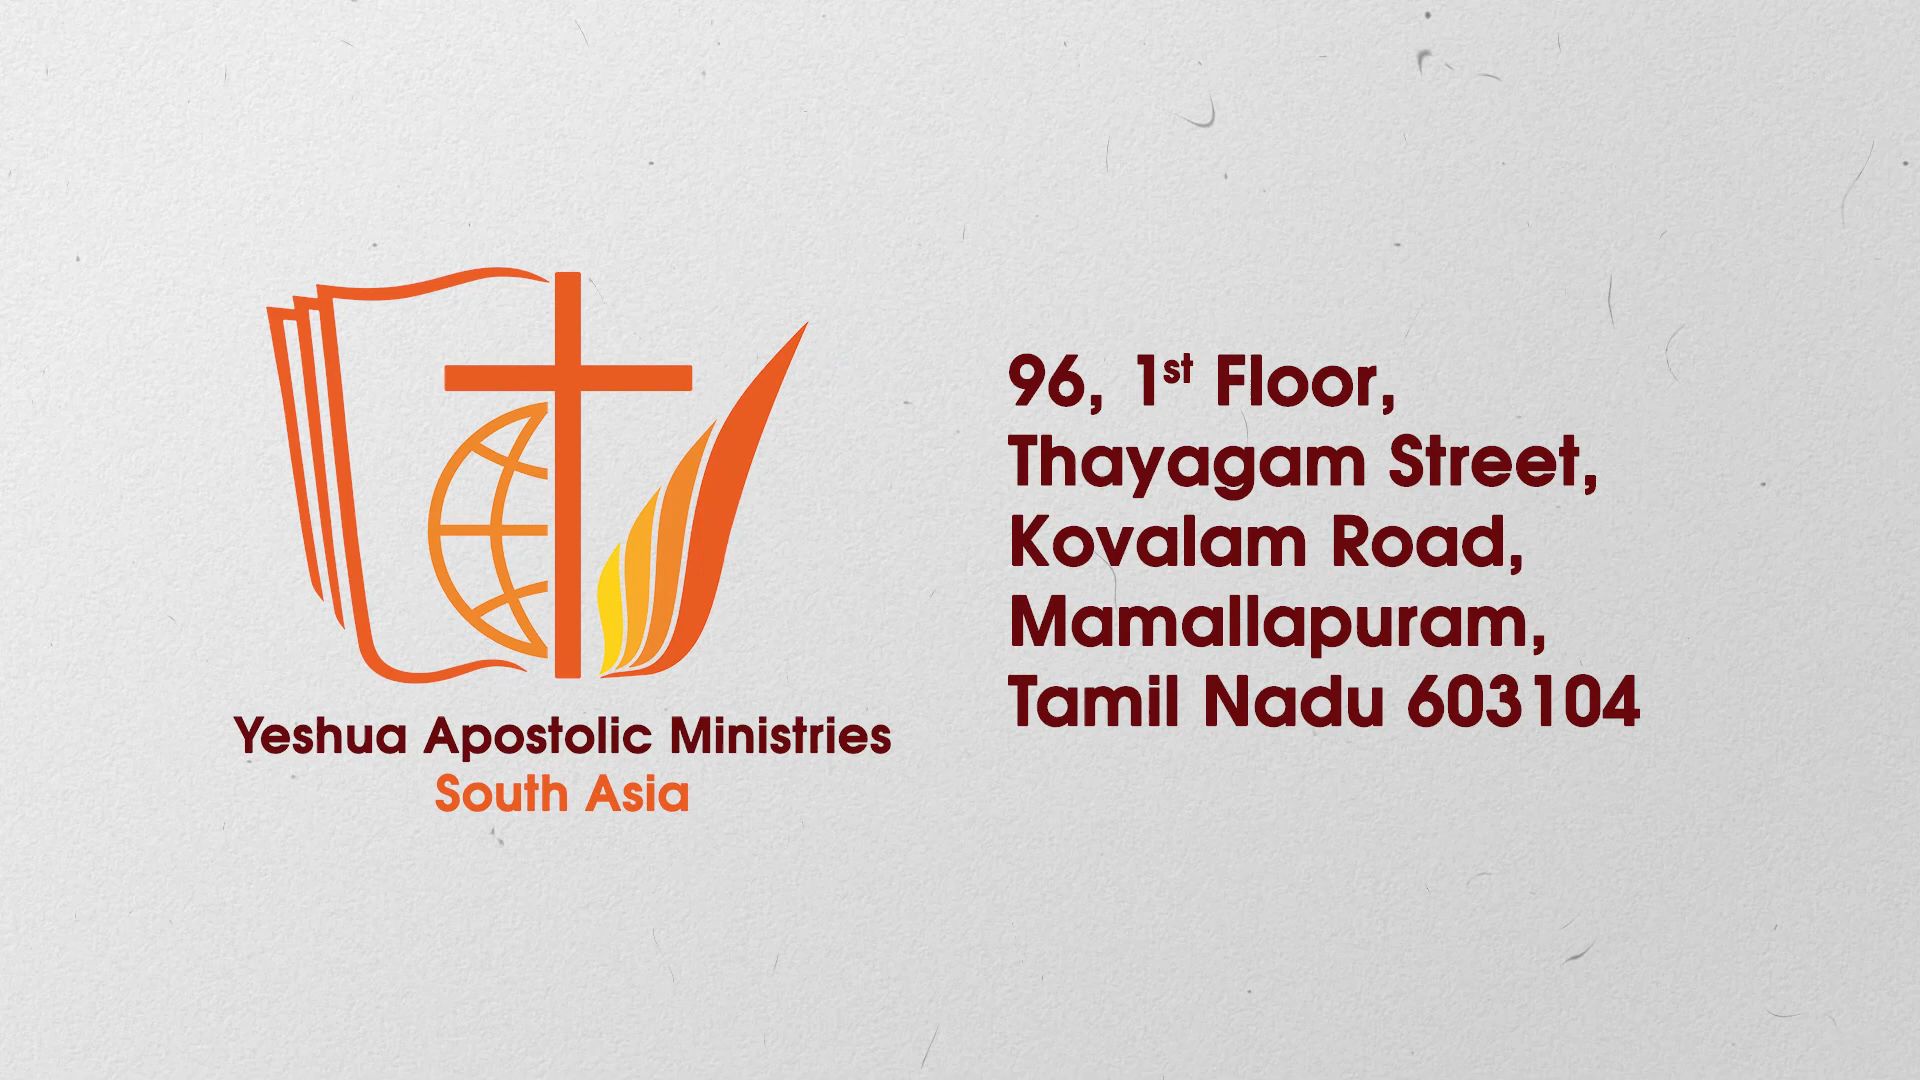 Yeshua Apostolic Ministries
South Asia
96, 1st Floor,
Thayagam Street,
Kovalam Road,
Mamallapuram,
Tamil Nadu 603104